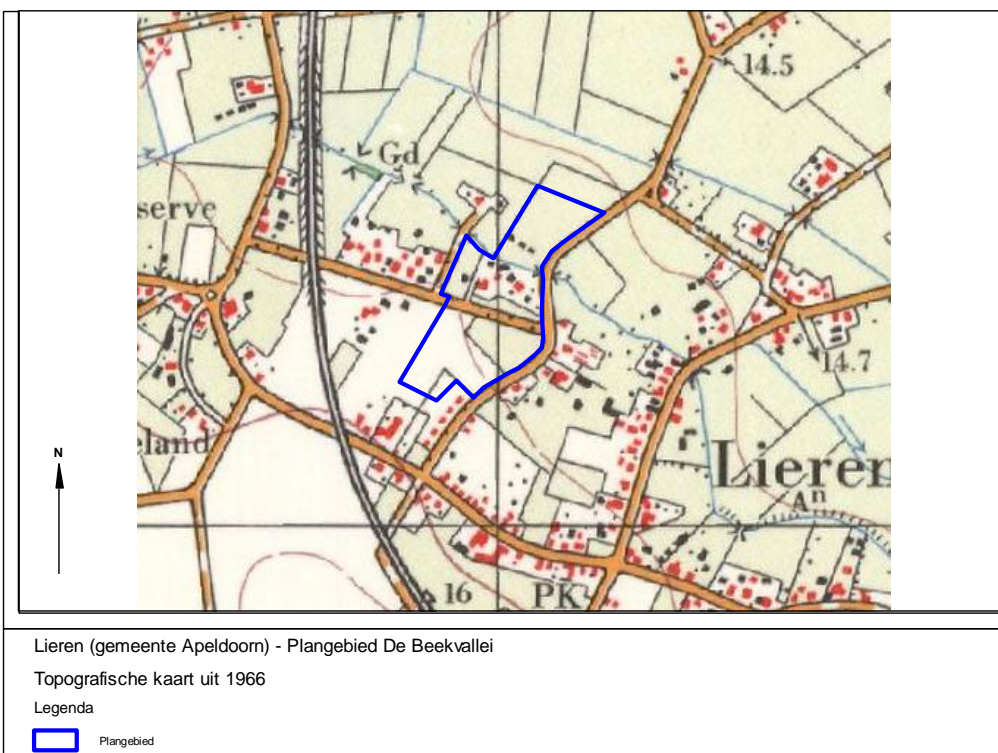 14.5
Gd
serve
14.7
eland
Lieren
Aⁿ
N
16
PK
Lieren (gemeente Apeldoorn) - Plangebied De Beekvallei
Topografische kaart uit 1966
Legenda
Plangebied